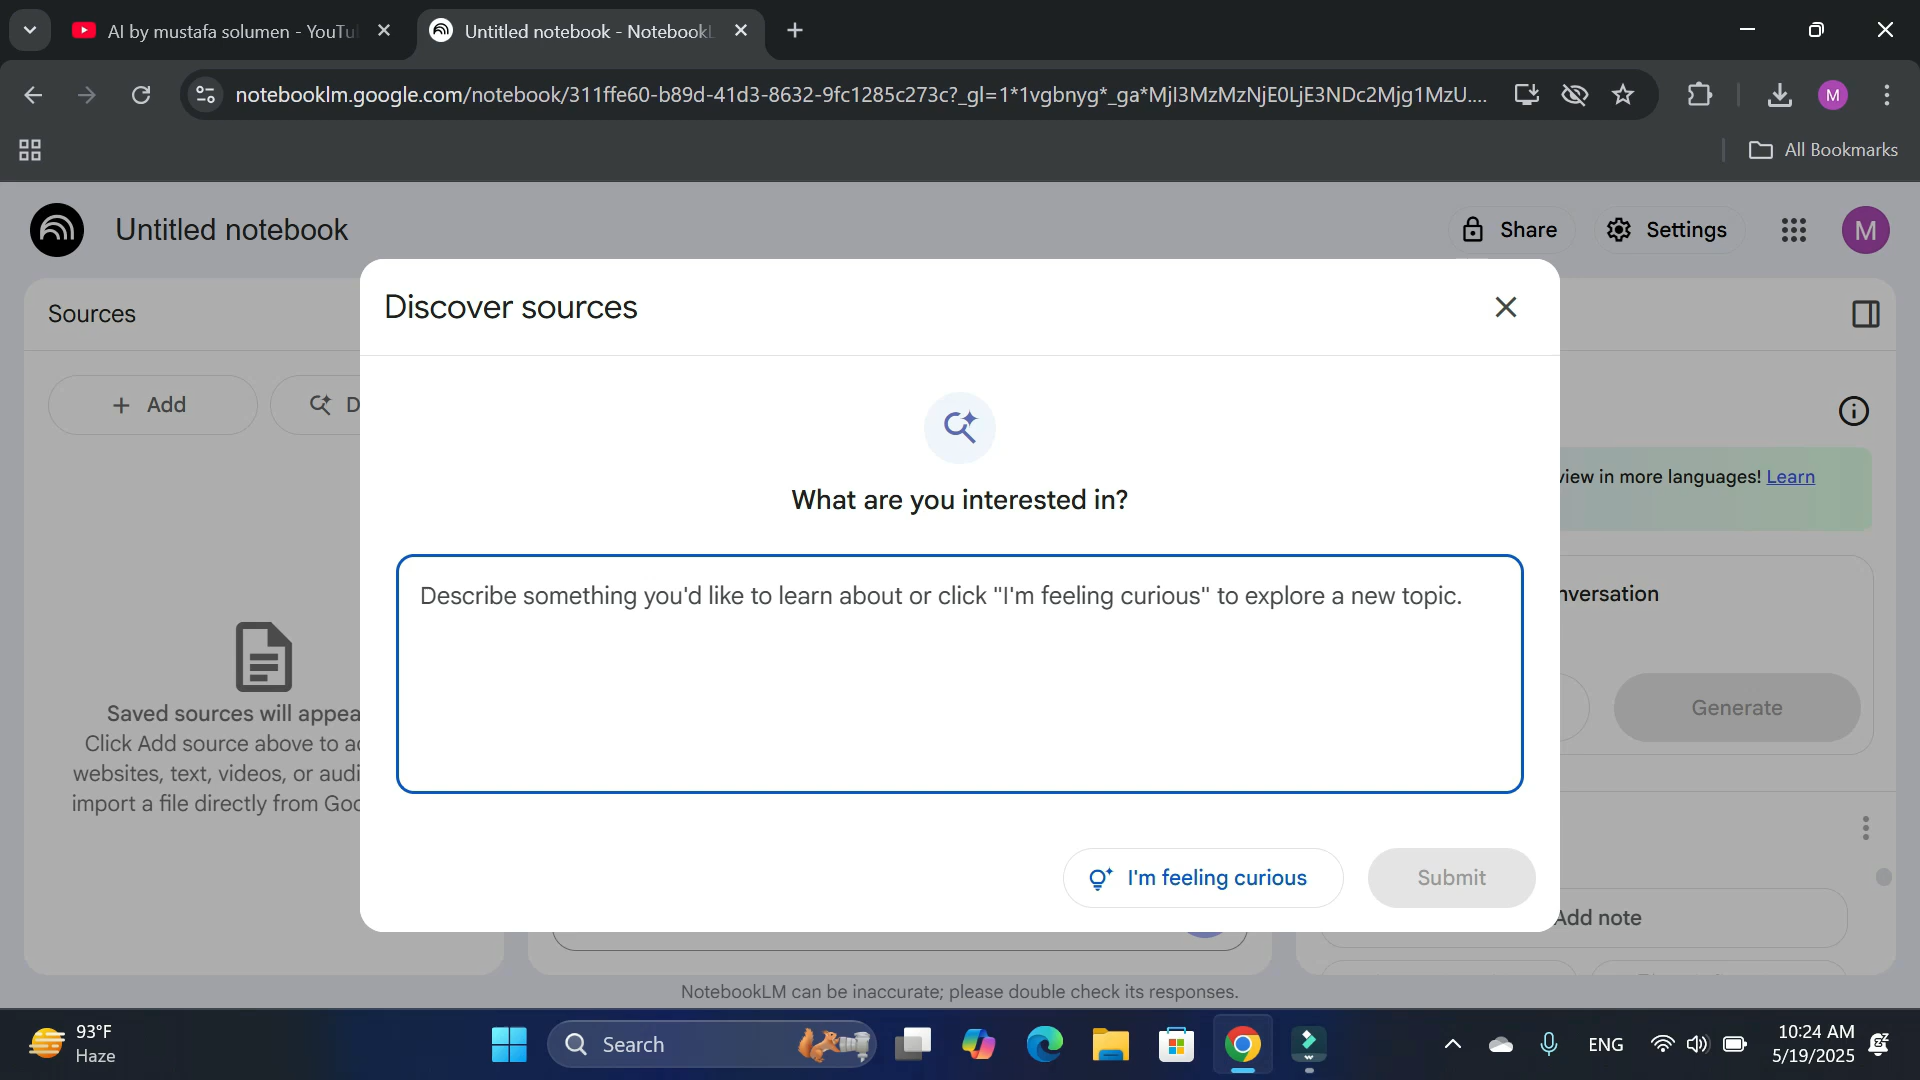 AI by mustafa solumen - YouTu
Untitled notebook - Notebook
notebooklm.google.com/notebook/311ffe60-b89d-41d3-8632-9fc1285c273c?_gl=1*1vgbnyg*_ga*MjI3MzMzNjE0LjE3NDc2Mjg1MzU....
M
All Bookmarks
Untitled notebook
Share
Settings
M
Sources
Discover sources
Add
D
What are you interested in?
view in more languages! Learn
Describe something you'd like to learn about or click "I'm feeling curious" to explore a new topic.
nversation
Saved sources will appea
Click Add source above to a
websites, text, videos, or audi
import a file directly from Goo
Generate
I'm feeling curious
Submit
Add note
NotebookLM can be inaccurate; please double check its responses.
93°F
Haze
Search
ENG
10:24 AM
5/19/2025